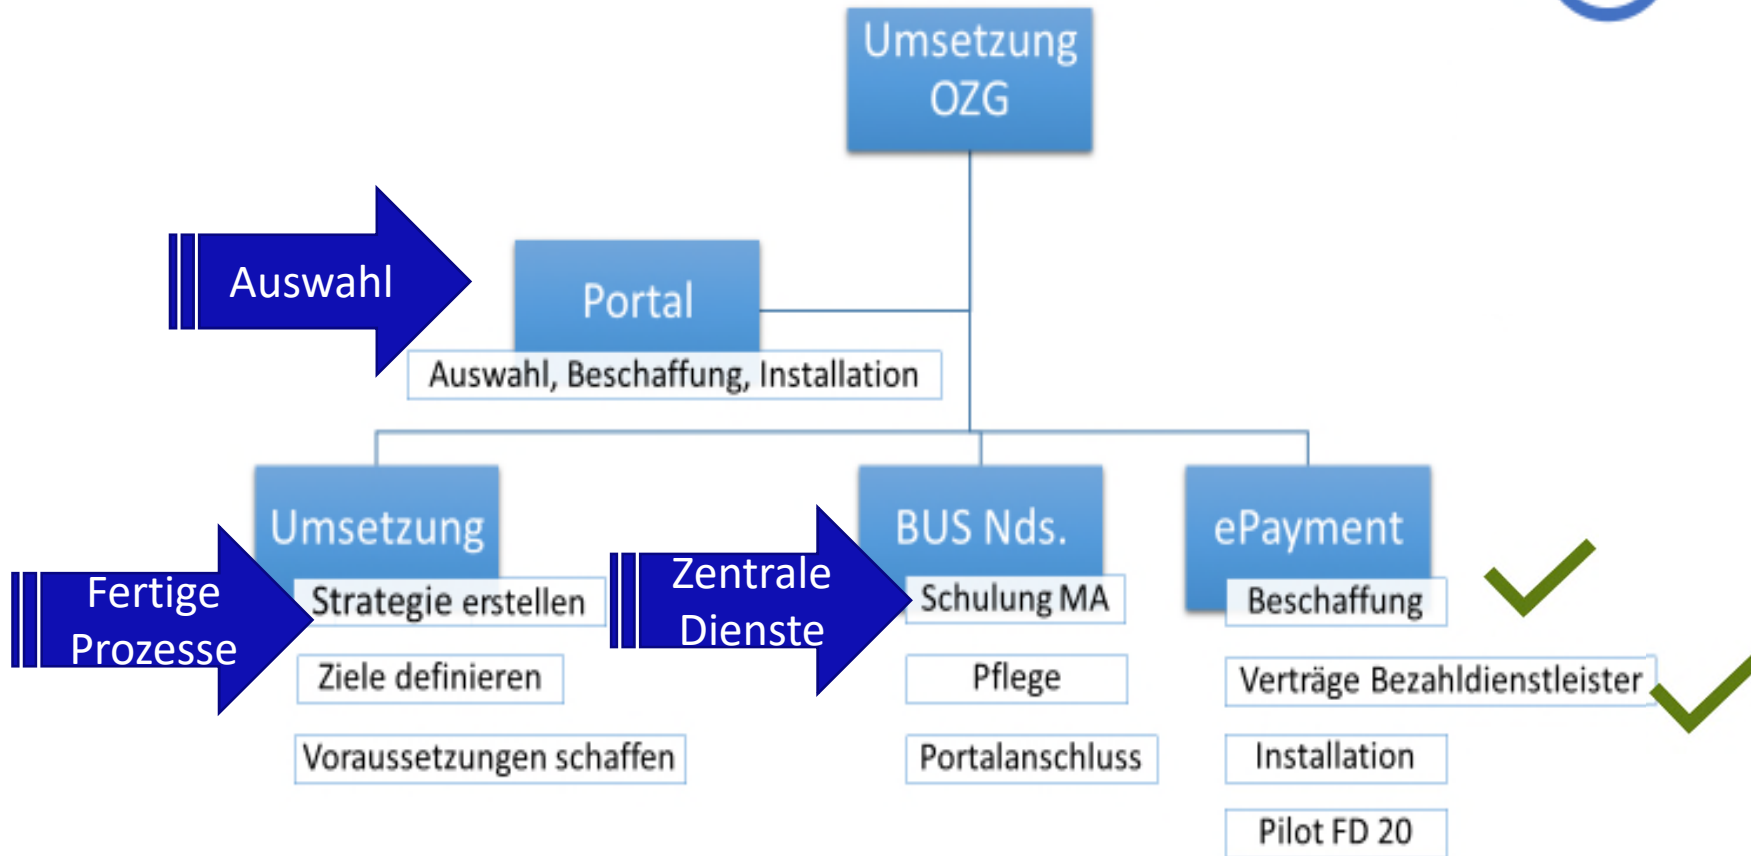 Umsetzung
OZG
Auswahl
Portal
Auswahl, Beschaffung, Installation
Umsetzung
BUS Nds.
ePayment
Fertige
Prozesse
Strategie erstellen
Zentrale
Dienste
Schulung MA
Beschaffung
Ziele definieren
Pflege
Verträge Bezahldienstleister
Voraussetzungen schaffen
Portalanschluss
Installation
Pilot FD 20